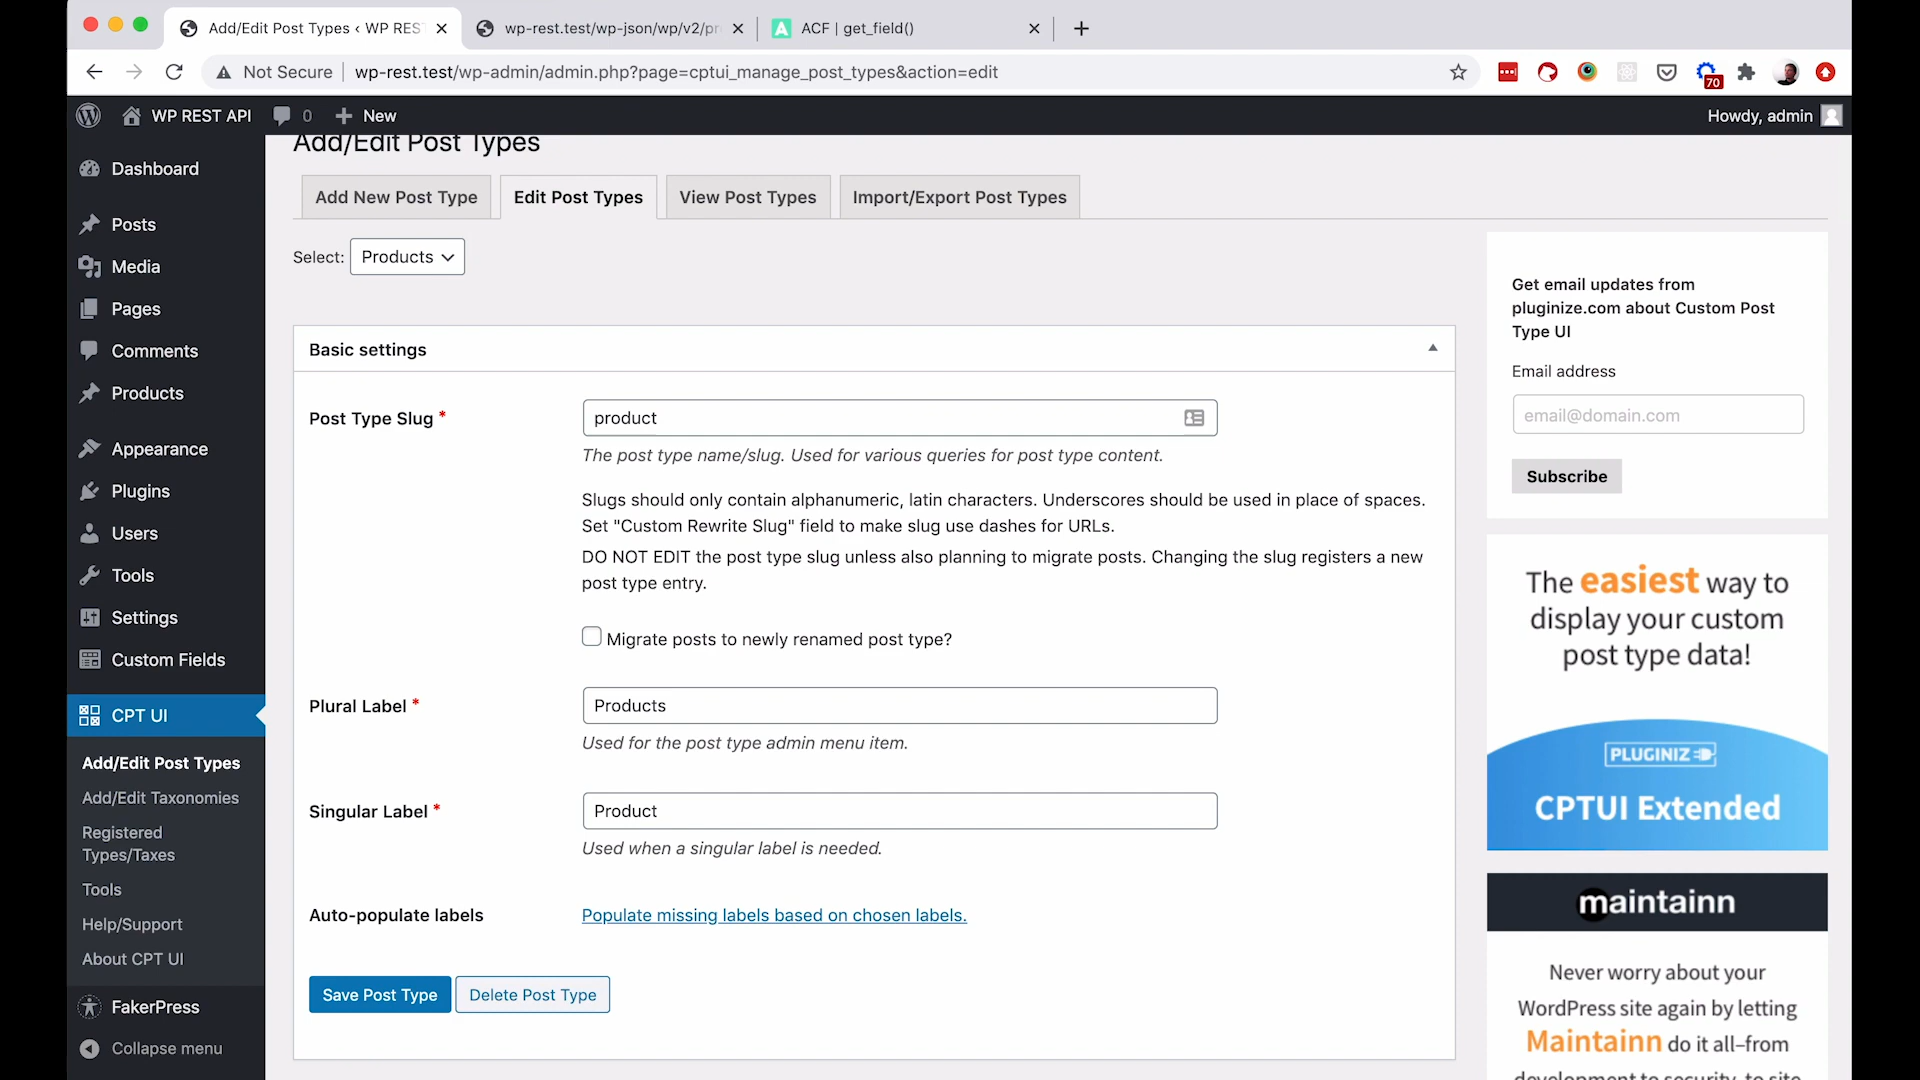 Add/Edit Post Types ‹ WP RES
wp-rest.test/wp-json/wp/v2/pr
ACF | get_field()
Not Secure
wp-rest.test/wp-admin/admin.php?page=cptui_manage_post_types&action=edit
70
WP REST API
0
New
Howdy, admin
Dashboard
Posts
Media
Pages
Comments
Products
Appearance
Plugins
Users
Tools
Settings
Custom Fields
CPT UI
Add/Edit Post Types
Add/Edit Taxonomies
Registered
Types/Taxes
Tools
Help/Support
About CPT UI
FakerPress
Collapse menu
Add/Edit Post Types
Add New Post Type
Edit Post Types
View Post Types
Import/Export Post Types
Select:
Products
Basic settings
Post Type Slug *
product
The post type name/slug. Used for various queries for post type content.
Slugs should only contain alphanumeric, latin characters. Underscores should be used in place of spaces.
Set "Custom Rewrite Slug" field to make slug use dashes for URLs.
DO NOT EDIT the post type slug unless also planning to migrate posts. Changing the slug registers a new
post type entry.
Migrate posts to newly renamed post type?
Plural Label *
Products
Used for the post type admin menu item.
Singular Label *
Product
Used when a singular label is needed.
Auto-populate labels
Populate missing labels based on chosen labels.
Save Post Type
Delete Post Type
Get email updates from
pluginize.com about Custom Post
Type UI
Email address
email@domain.com
Subscribe
The easiest way to
display your custom
post type data!
PLUGINIZ
CPTUI Extended
maintainn
Never worry about your
WordPress site again by letting
Maintainn do it all–from
development to security, to site